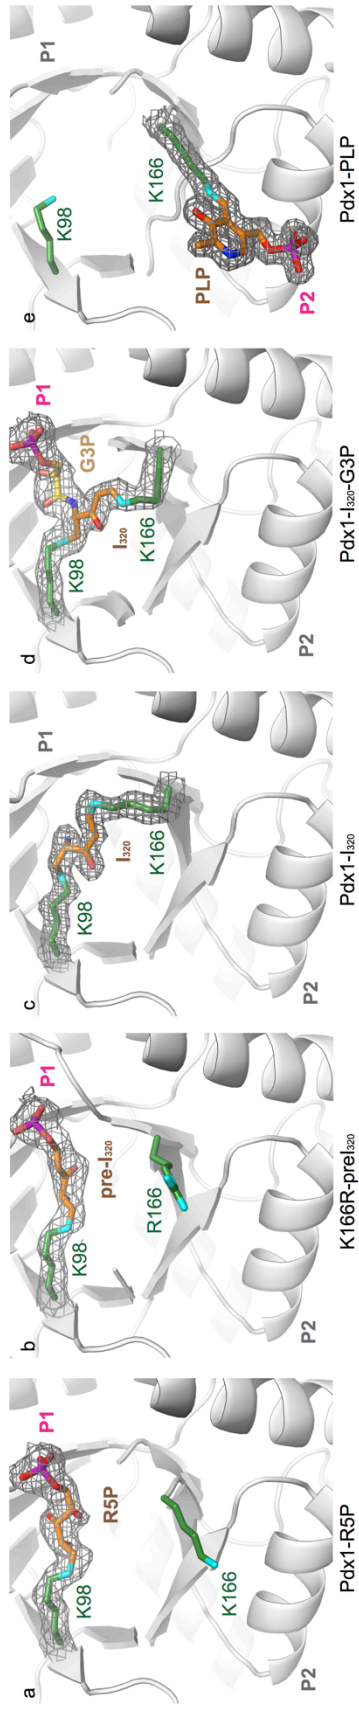 a
P1
K98
R5P
K166
P2
Pdx1-R5P
b
P1
K98
pre-I320
R166
P2
K166R-preI320
c
P1
K98
I320
K166
P2
Pdx1-I320
d
P1
K98
G3P
I320
K166
P2
Pdx1-I320-G3P
e
P1
K98
K166
PLP
P2
Pdx1-PLP